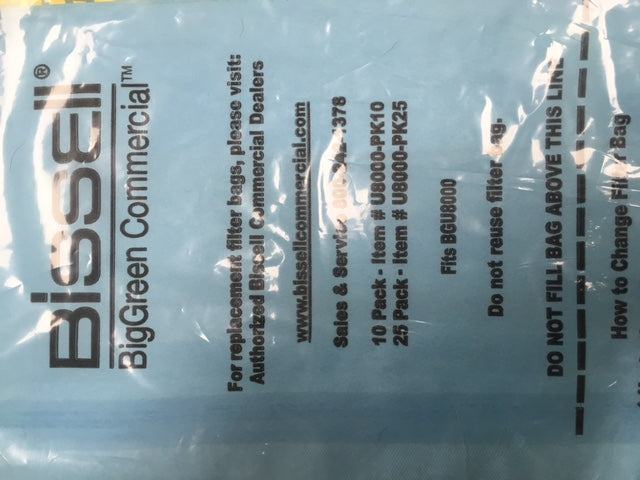 Bissell®
BigGreen Commercial™
For replacement filter bags, please visit:
Authorized Bissell Commercial Dealers
www.bissellcommercial.com
Sales & Service
10 Pack - Item # U8000-PK10
25 Pack - Item # U8000-PK25
Fits BGU8000
Do not reuse filter bag.
DO NOT FILL BAG ABOVE THIS LINE
How to Change Filter Bag